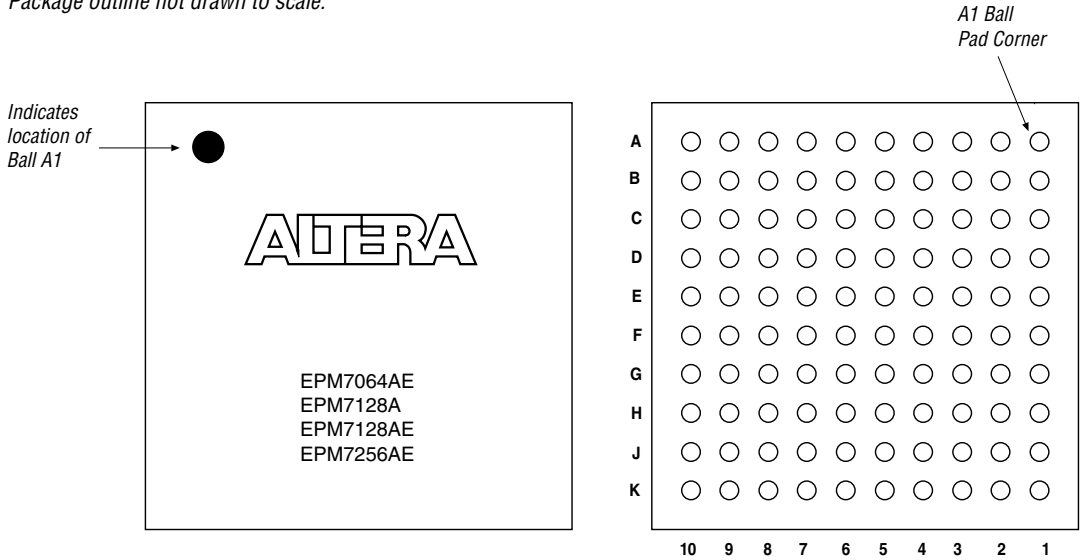 Package outline not drawn to scale.
A1 Ball
Pad Corner
Indicates
location of
Ball A1
ALTERA
EPM7064AE
EPM7128A
EPM7128AE
EPM7256AE
A
B
C
D
E
F
G
H
J
K
10 9 8 7 6 5 4 3 2 1